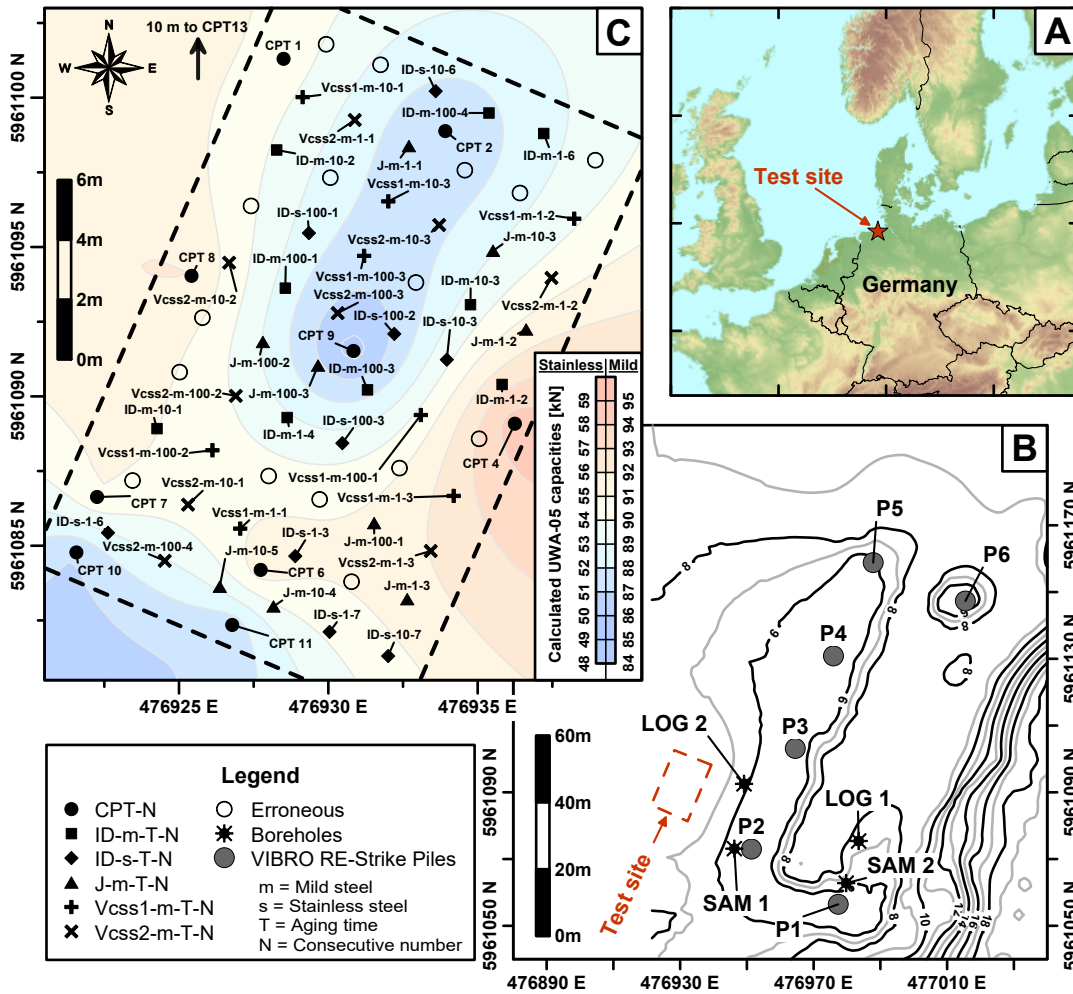 10 m to CPT13
N
W E
S
C
CPT 1
Vcss1-m-10-1
ID-s-10-6
ID-m-100-4
Vcss2-m-1-1
CPT 2
ID-m-10-2
J-m-1-1
ID-m-1-6
Vcss1-m-10-3
ID-s-100-1
Vcss1-m-1-2
Vcss2-m-10-3
J-m-10-3
CPT 8
ID-m-100-1
Vcss1-m-100-3
Vcss2-m-10-2
Vcss2-m-100-3
ID-m-10-3
Vcss2-m-1-2
ID-s-100-2
ID-s-10-3
J-m-1-2
CPT 9
J-m-100-2
ID-m-100-3
J-m-100-3
Vcss2-m-100-2
ID-m-1-2
ID-m-10-1
ID-m-1-4
ID-s-100-3
CPT 4
Vcss1-m-100-2
Vcss1-m-100-1
Vcss2-m-10-1
Vcss1-m-1-3
CPT 7
Vcss1-m-1-1
ID-s-1-6
ID-s-1-3
J-m-100-1
Vcss2-m-100-4
J-m-10-5
Vcss2-m-1-3
CPT 10
CPT 6
J-m-10-4
J-m-1-3
ID-s-1-7
CPT 11
ID-s-10-7
6m
4m
2m
0m
5961100 N
5961095 N
5961090 N
5961085 N
476925 E
476930 E
476935 E
Stainless Mild
Calculated UWA-05 capacities [kN]
59 95
58 94
57 93
56 92
55 91
54 90
53 89
52 88
51 87
50 86
49 85
48 84
A
Test site
Germany
B
P5
P6
P4
P3
LOG 2
LOG 1
P2
SAM 2
SAM 1
P1
Test site
8
8
8
8
8
9
6
8
8
10
12
14
16
18
60m
40m
20m
0m
5961170 N
5961130 N
5961090 N
5961050 N
5961170 N
5961130 N
5961090 N
5961050 N
476890 E
476930 E
476970 E
477010 E
Legend
CPT-N
ID-m-T-N
ID-s-T-N
J-m-T-N
Vcss1-m-T-N
Vcss2-m-T-N
Erroneous
Boreholes
VIBRO RE-Strike Piles
m = Mild steel
s = Stainless steel
T = Aging time
N = Consecutive number